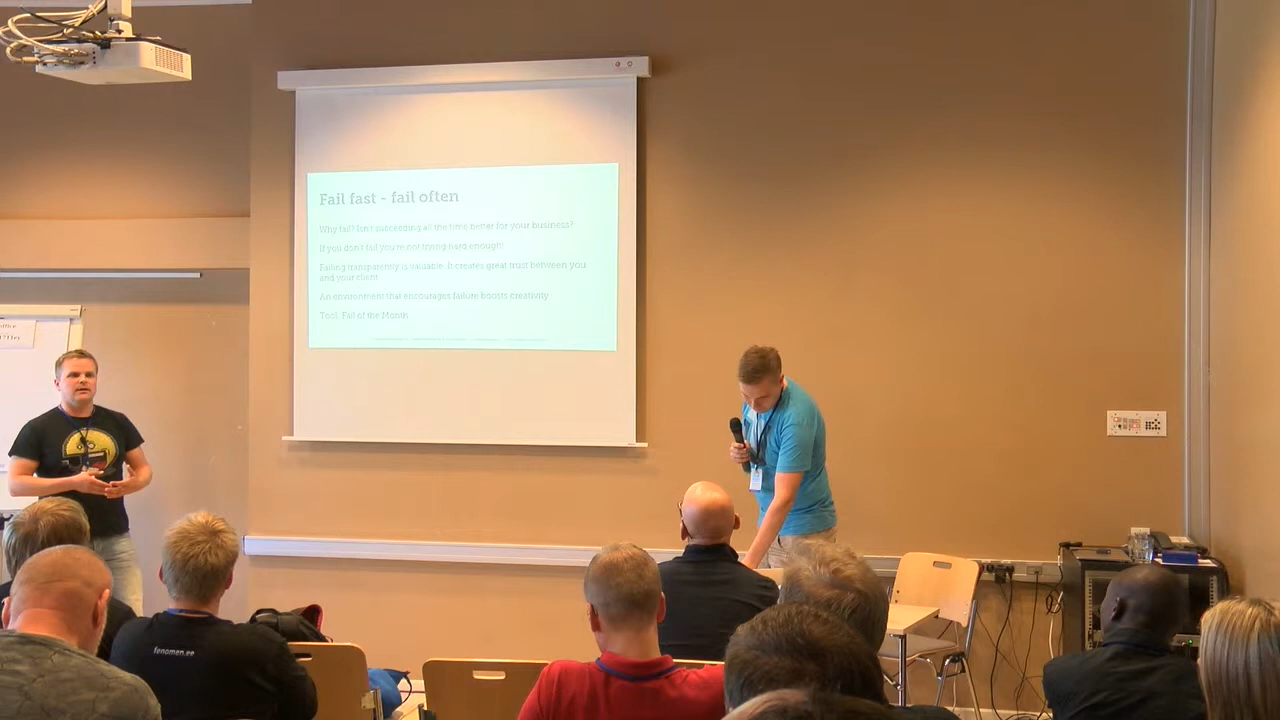 Fail fast - fail often
Why fail? Isn't succeeding all the time better for your business?
If you don't fail you're not trying hard enough!
Failing transparently is valuable. It creates great trust between you
and your client
An environment that encourages failure boosts creativity
Tool: Fail of the Month
office
fenomen.ee